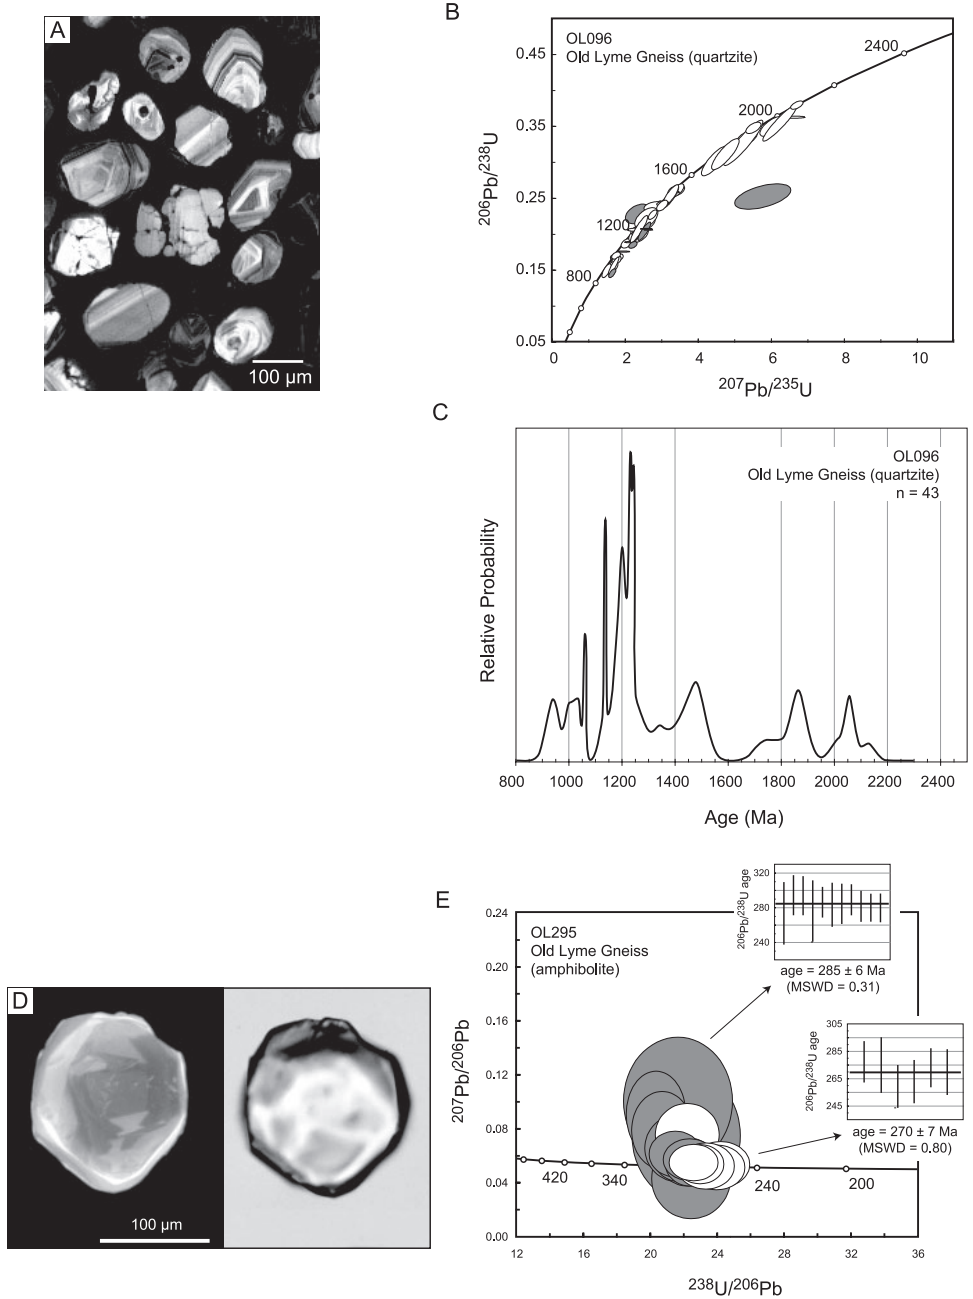 A
100 µm
B
OL096
Old Lyme Gneiss (quartzite)
2400
2000
1600
1200
800
0.45
0.35
0.25
0.15
0.05
206Pb/238U
0 2 4 6 8 10
207Pb/235U
C
OL096
Old Lyme Gneiss (quartzite)
n = 43
Relative Probability
800 1000 1200 1400 1600 1800 2000 2200 2400
Age (Ma)
D
100 µm
E
OL295
Old Lyme Gneiss
(amphibolite)
0.24
0.20
0.16
0.12
0.08
0.04
0.00
207Pb/206Pb
420 340 240 200
12 16 20 24 28 32 36
238U/206Pb
320
280
240
206Pb/238U age
age = 285 ± 6 Ma
(MSWD = 0.31)
305
285
265
245
206Pb/238U age
age = 270 ± 7 Ma
(MSWD = 0.80)